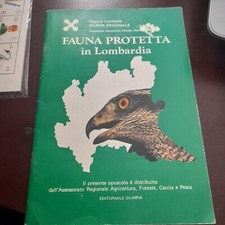 Regione Lombardia
GIUNTA REGIONALE
FAUNA PROTETTA
in Lombardia
Il presente opuscolo è distribuito
dall'Assessorato Regionale Agricoltura, Foreste, Caccia e Pesca
EDITORIALE OLIMPIA